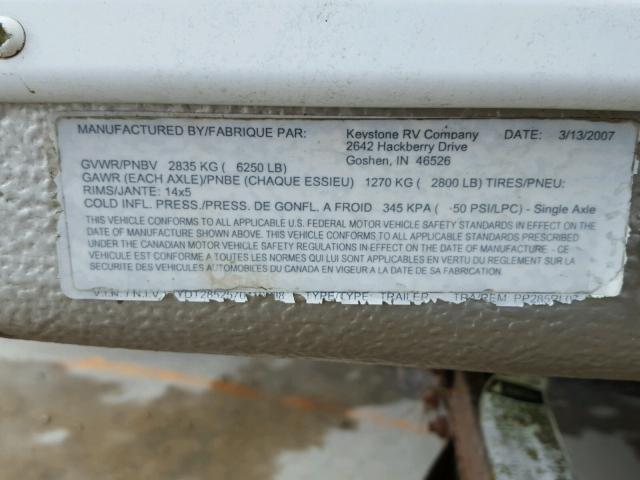 MANUFACTURED BY/FABRIQUE PAR: Keystone RV Company DATE: 3/13/2007
2642 Hackberry Drive
Goshen, IN 46526
GVWR/PNBV 2835 KG ( 6250 LB)
GAWR (EACH AXLE)/PNBE (CHAQUE ESSIEU) 1270 KG ( 2800 LB) TIRES/PNEU:
RIMS/JANTE: 14x5
COLD INFL. PRESS./PRESS. DE GONFL. A FROID 345 KPA ( 50 PSI/LPC) - Single Axle
THIS VEHICLE CONFORMS TO ALL APPLICABLE U.S. FEDERAL MOTOR VEHICLE SAFETY STANDARDS IN EFFECT ON THE
DATE OF MANUFACTURE SHOWN ABOVE. THIS VEHICLE CONFORMS TO ALL APPLICABLE STANDARDS PRESCRIBED
UNDER THE CANADIAN MOTOR VEHICLE SAFETY REGULATIONS IN EFFECT ON THE DATE OF MANUFACTURE - CE
VEHICULE EST CONFORME A TOUTES LES NORMES QUI LUI SONT APPLICABLES EN VERTU DU REGLEMENT SUR LA
SECURITE DES VEHICULES AUTOMOBILES DU CANADA EN VIGEUR A LA DATE DE SA FABRICATION.
V.I.N. / N.I.V. TYPE/TYPE TRAILER TRA/REM